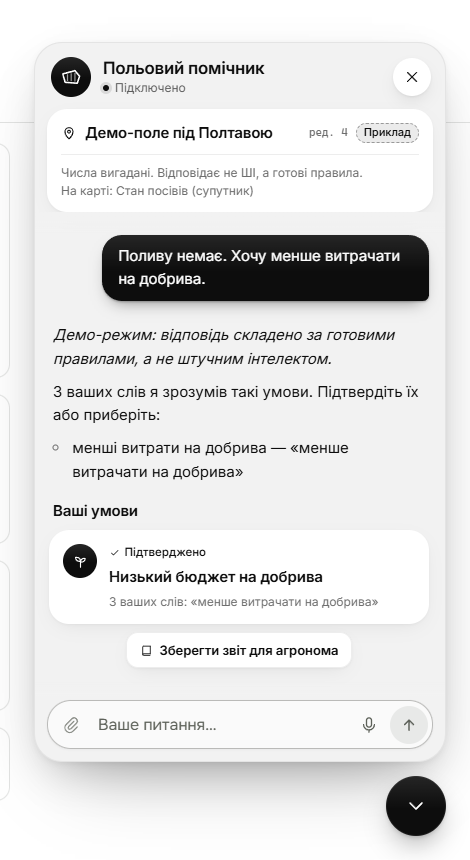 Польовий помічник
Підключено
Демо-поле під Полтавою
ред. 4
Приклад
Числа вигадані. Відповідає не ШІ, а готові правила.
На карті: Стан посівів (супутник)
Поливу немає. Хочу менше витрачати
на добрива.
Демо-режим: відповідь складено за готовими
правилами, а не штучним інтелектом.
З ваших слів я зрозумів такі умови. Підтвердіть їх
або приберіть:
менші витрати на добрива — «менше
витрачати на добрива»
Ваші умови
Підтверджено
Низький бюджет на добрива
З ваших слів: «менше витрачати на добрива»
Зберегти звіт для агронома
Ваше питання...